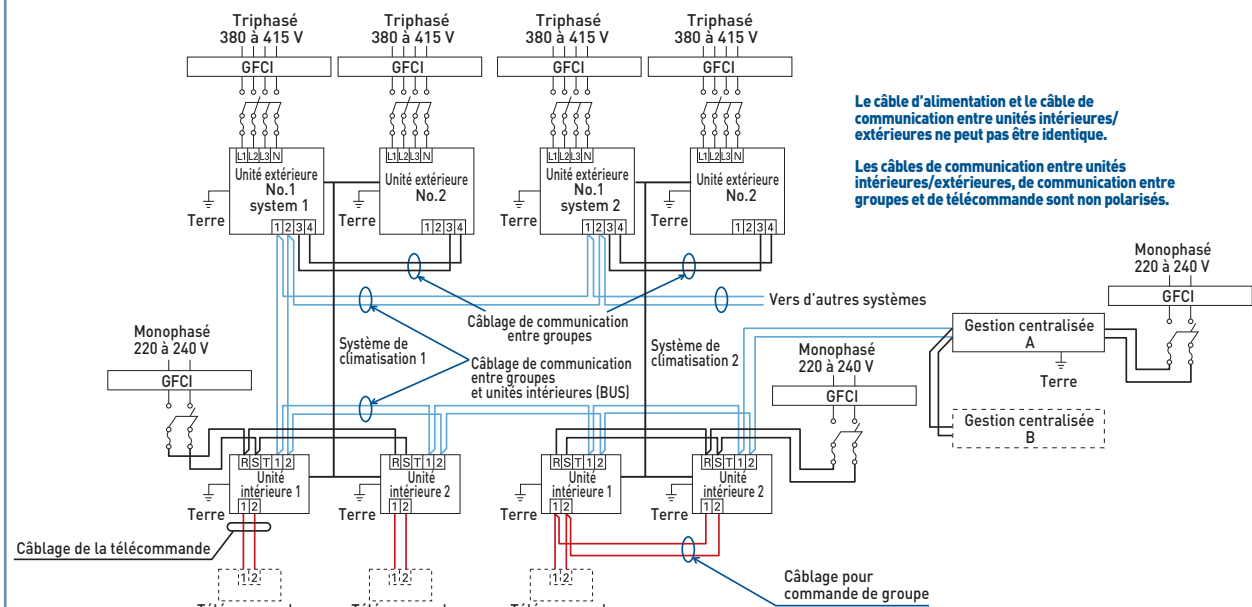 Triphasé
380 à 415 V
Triphasé
380 à 415 V
Triphasé
380 à 415 V
Triphasé
380 à 415 V
GFCI
GFCI
GFCI
GFCI
Le câble d'alimentation et le câble de
communication entre unités intérieures/
extérieures ne peut pas être identique.
Les câbles de communication entre unités
intérieures/extérieures, de communication entre
groupes et de télécommande sont non polarisés.
L1 L2 L3 N
L1 L2 L3 N
L1 L2 L3 N
L1 L2 L3 N
Unité extérieure
No.1
system 1
Unité extérieure
No.2
Unité extérieure
No.1
system 2
Unité extérieure
No.2
Terre
Terre
Terre
Terre
1 2 3 4
1 2 3 4
1 2 3 4
1 2 3 4
Monophasé
220 à 240 V
GFCI
Vers d'autres systèmes
Câblage de communication
entre groupes
Gestion centralisée
A
Terre
Monophasé
220 à 240 V
GFCI
Système de
climatisation 1
Câblage de communication
entre groupes
et unités intérieures (BUS)
Système de
climatisation 2
Monophasé
220 à 240 V
GFCI
Gestion centralisée
B
R S T 1 2
R S T 1 2
R S T 1 2
R S T 1 2
Unité
intérieure 1
Unité
intérieure 2
Unité
intérieure 1
Unité
intérieure 2
1 2
1 2
1 2
1 2
Terre
Terre
Terre
Terre
Câblage de la télécommande
1 2
1 2
1 2
Câblage pour
commande de groupe
Télécommande
Télécommande
Télécommande